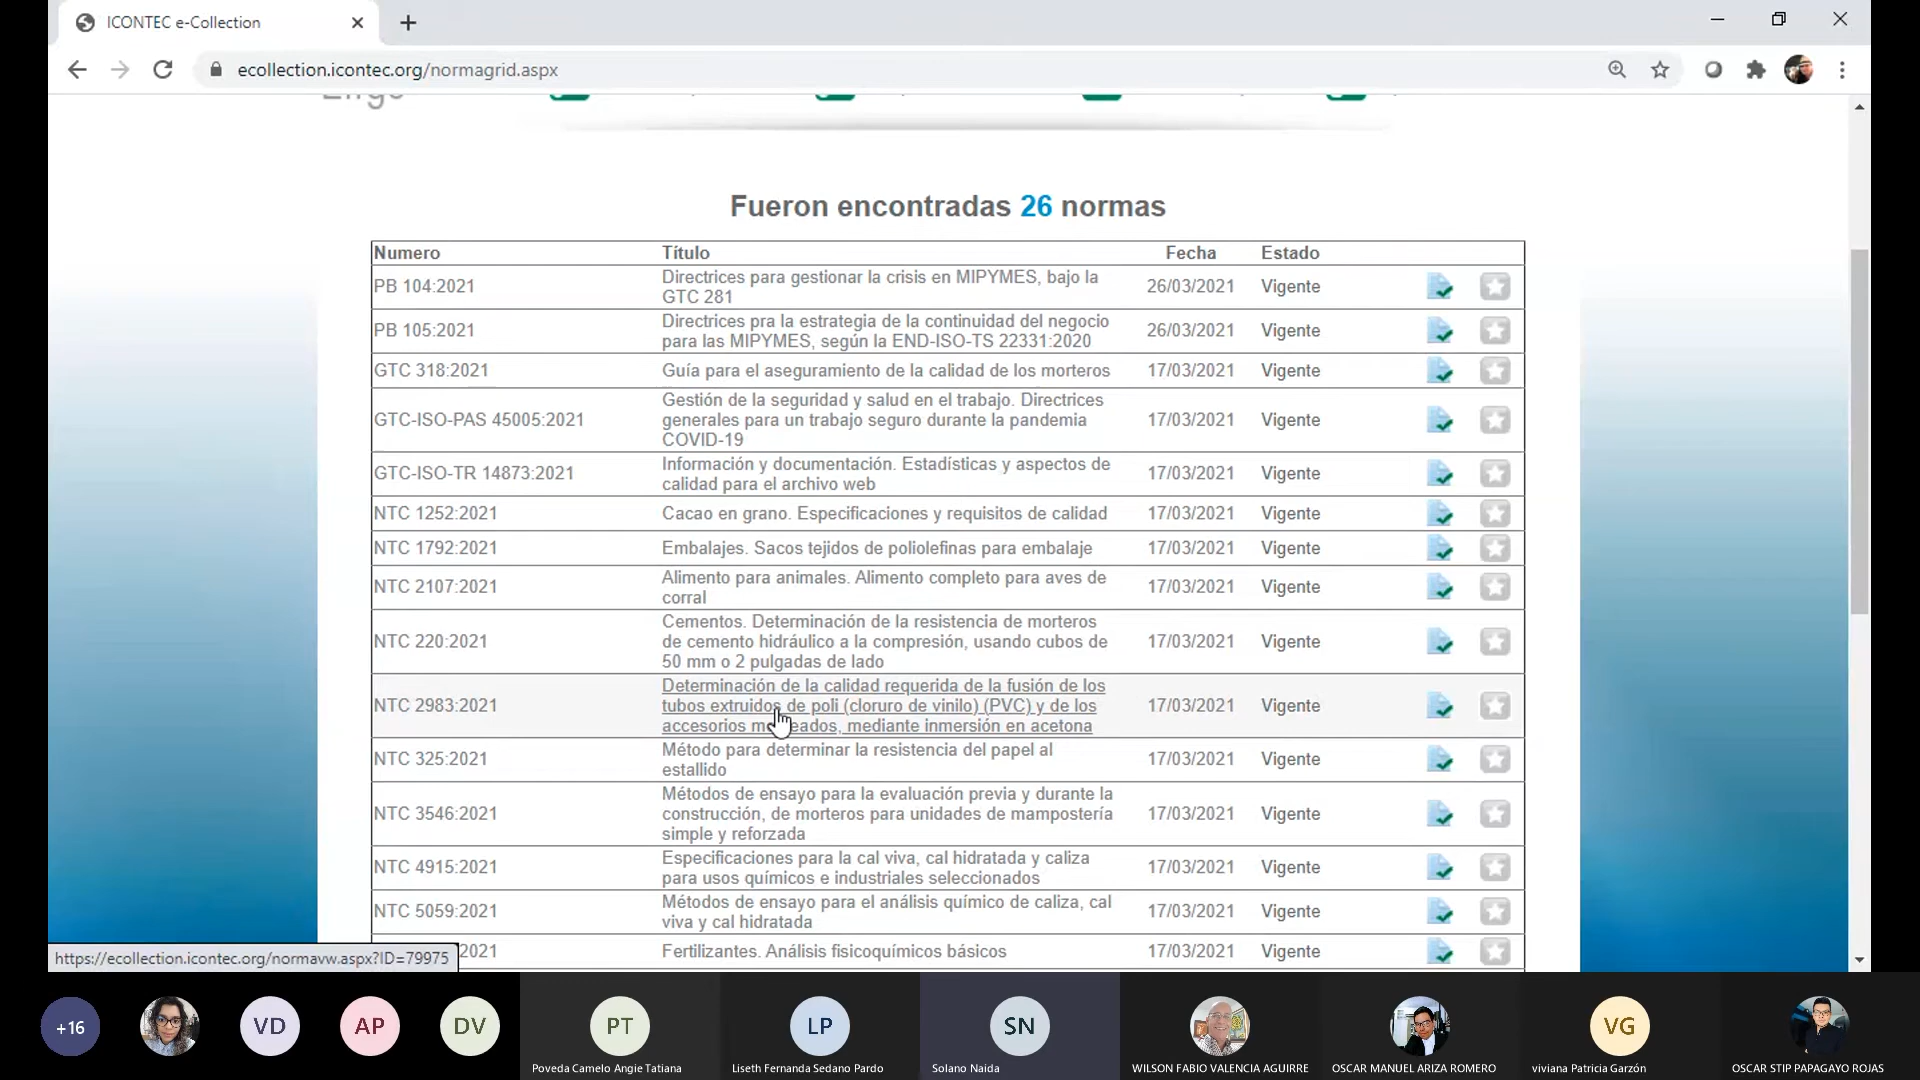 ICONTEC e-Collection
ecollection.icontec.org/normagrid.aspx
Fueron encontradas 26 normas
Numero Título Fecha Estado
PB 104:2021 Directrices para gestionar la crisis en MIPYMES, bajo la
GTC 281 26/03/2021 Vigente
PB 105:2021 Directrices pra la estrategia de la continuidad del negocio
para las MIPYMES, según la END-ISO-TS 22331:2020 26/03/2021 Vigente
GTC 318:2021 Guía para el aseguramiento de la calidad de los morteros 17/03/2021 Vigente
GTC-ISO-PAS 45005:2021 Gestión de la seguridad y salud en el trabajo. Directrices
generales para un trabajo seguro durante la pandemia
COVID-19 17/03/2021 Vigente
GTC-ISO-TR 14873:2021 Información y documentación. Estadísticas y aspectos de
calidad para el archivo web 17/03/2021 Vigente
NTC 1252:2021 Cacao en grano. Especificaciones y requisitos de calidad 17/03/2021 Vigente
NTC 1792:2021 Embalajes. Sacos tejidos de poliolefinas para embalaje 17/03/2021 Vigente
NTC 2107:2021 Alimento para animales. Alimento completo para aves de
corral 17/03/2021 Vigente
NTC 220:2021 Cementos. Determinación de la resistencia de morteros
de cemento hidráulico a la compresión, usando cubos de
50 mm o 2 pulgadas de lado 17/03/2021 Vigente
NTC 2983:2021 Determinación de la calidad requerida de la fusión de los
tubos extruidos de poli (cloruro de vinilo) (PVC) y de los
accesorios mediante inmersión en acetona 17/03/2021 Vigente
NTC 325:2021 Método para determinar la resistencia del papel al
estallido 17/03/2021 Vigente
NTC 3546:2021 Métodos de ensayo para la evaluación previa y durante la
construcción, de morteros para unidades de mampostería
simple y reforzada 17/03/2021 Vigente
NTC 4915:2021 Especificaciones para la cal viva, cal hidratada y caliza
para usos químicos e industriales seleccionados 17/03/2021 Vigente
NTC 5059:2021 Métodos de ensayo para el análisis químico de caliza, cal
viva y cal hidratada 17/03/2021 Vigente
:2021 Fertilizantes. Análisis fisicoquímicos básicos 17/03/2021 Vigente
https://ecollection.icontec.org/normavw.aspx?ID=79975
+16 VD AP DV PT LP SN VG
Poveda Camelo Angie Tatiana
Liseth Fernanda Sedano Pardo
Solano Naida
WILSON FABIO VALENCIA AGUIRRE
OSCAR MANUEL ARIZA ROMERO
viviana Patricia Garzón
OSCAR STIP PAPAGAYO ROJAS